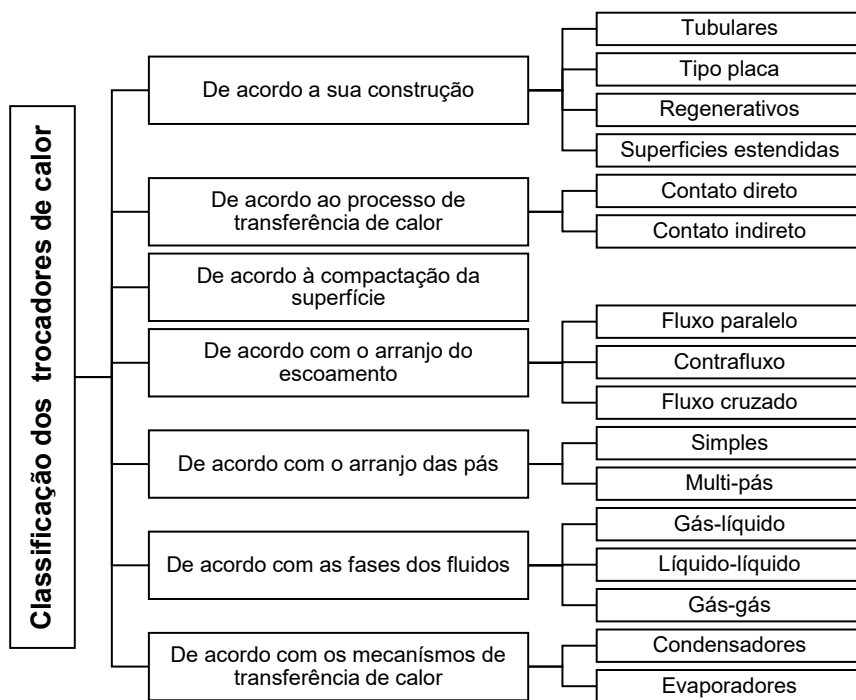 Classificação dos trocadores de calor
De acordo a sua construção
Tubulares
Tipo placa
Regenerativos
Superficies estendidas
De acordo ao processo de
transferência de calor
Contato direto
Contato indireto
De acordo à compactação da
superfície
De acordo com o arranjo do
escoamento
Fluxo paralelo
Contrafluxo
Fluxo cruzado
De acordo com o arranjo das pás
Simples
Multi-pás
De acordo com as fases dos fluidos
Gás-líquido
Líquido-líquido
Gás-gás
De acordo com os mecanísmos de
transferência de calor
Condensadores
Evaporadores